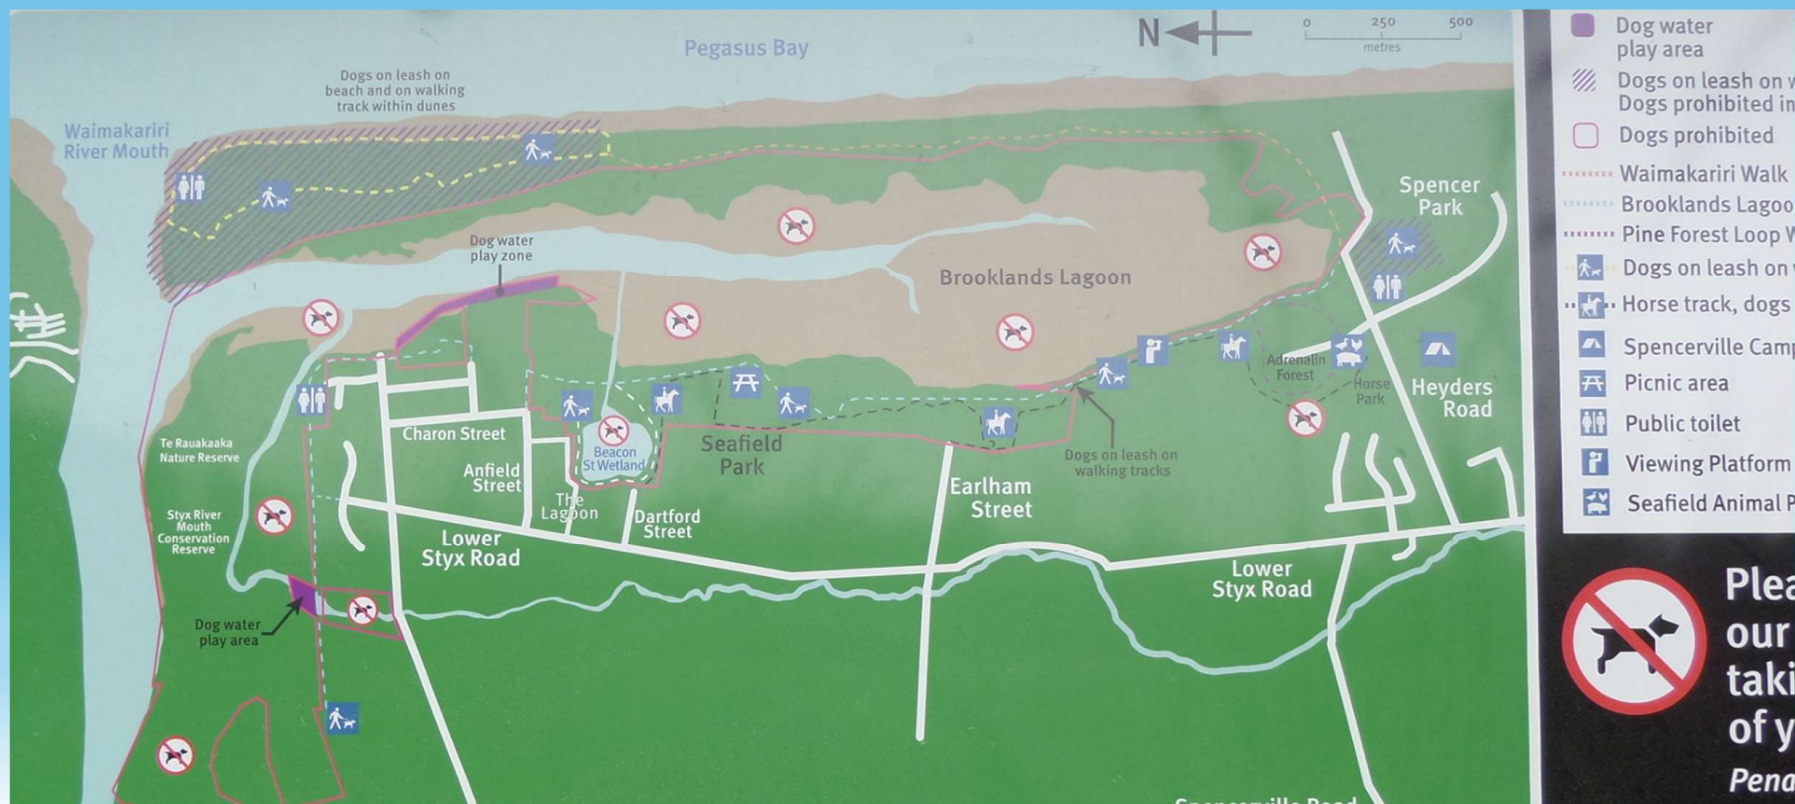 Pegasus Bay
N
0 250 500
metres
Dogs on leash on
beach and on walking
track within dunes
Waimakariri
River Mouth
Dog water
play zone
Spencer
Park
Brooklands Lagoon
Adrenalin
Forest
Horse
Park
Heyders
Road
Te Rauakaaka
Nature Reserve
Charon Street
Beacon
St Wetland
Seafield
Park
Dogs on leash on
walking tracks
Anfield
Street
The
Lagoon
Dartford
Street
Earlham
Street
Styx River
Mouth
Conservation
Reserve
Lower
Styx Road
Lower
Styx Road
Dog water
play area
Spencerville Road
Dog water
play area
Dogs on leash on
Dogs prohibited in
Dogs prohibited
Waimakariri Walk
Brooklands Lagoo
Pine Forest Loop W
Dogs on leash on
Horse track, dogs
Spencerville Camp
Picnic area
Public toilet
Viewing Platform
Seafield Animal P
Plea
our
taki
of y
Pena